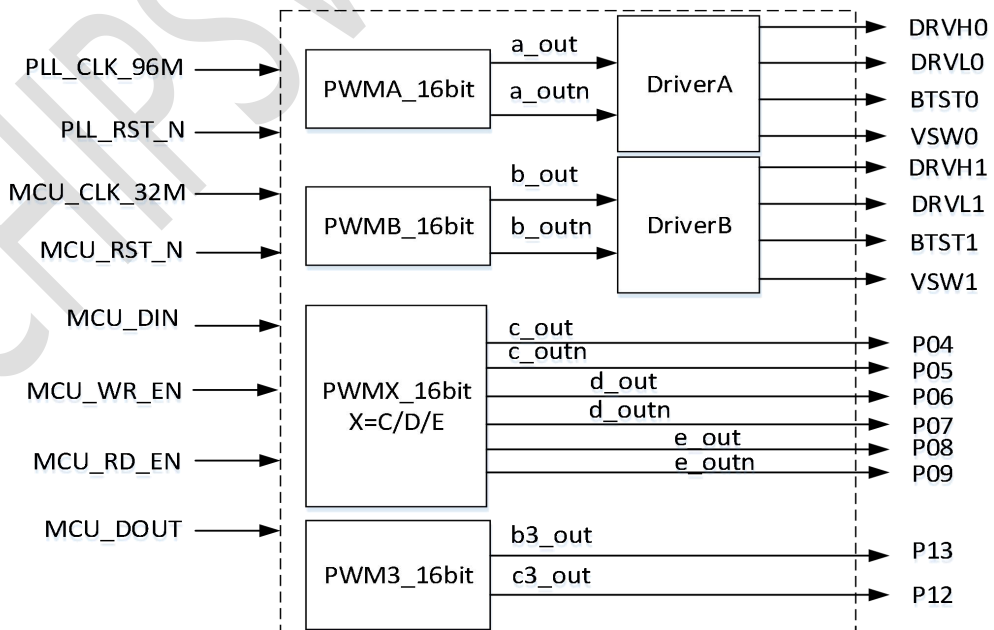 PLL_CLK_96M
PLL_RST_N
MCU_CLK_32M
MCU_RST_N
MCU_DIN
MCU_WR_EN
MCU_RD_EN
MCU_DOUT
PWMA_16bit
a_out
a_outn
DriverA
DRVH0
DRVL0
BTST0
VSW0
PWMB_16bit
b_out
b_outn
DriverB
DRVH1
DRVL1
BTST1
VSW1
PWMX_16bit
X=C/D/E
c_out
c_outn
d_out
d_outn
e_out
e_outn
P04
P05
P06
P07
P08
P09
PWM3_16bit
b3_out
c3_out
P13
P12